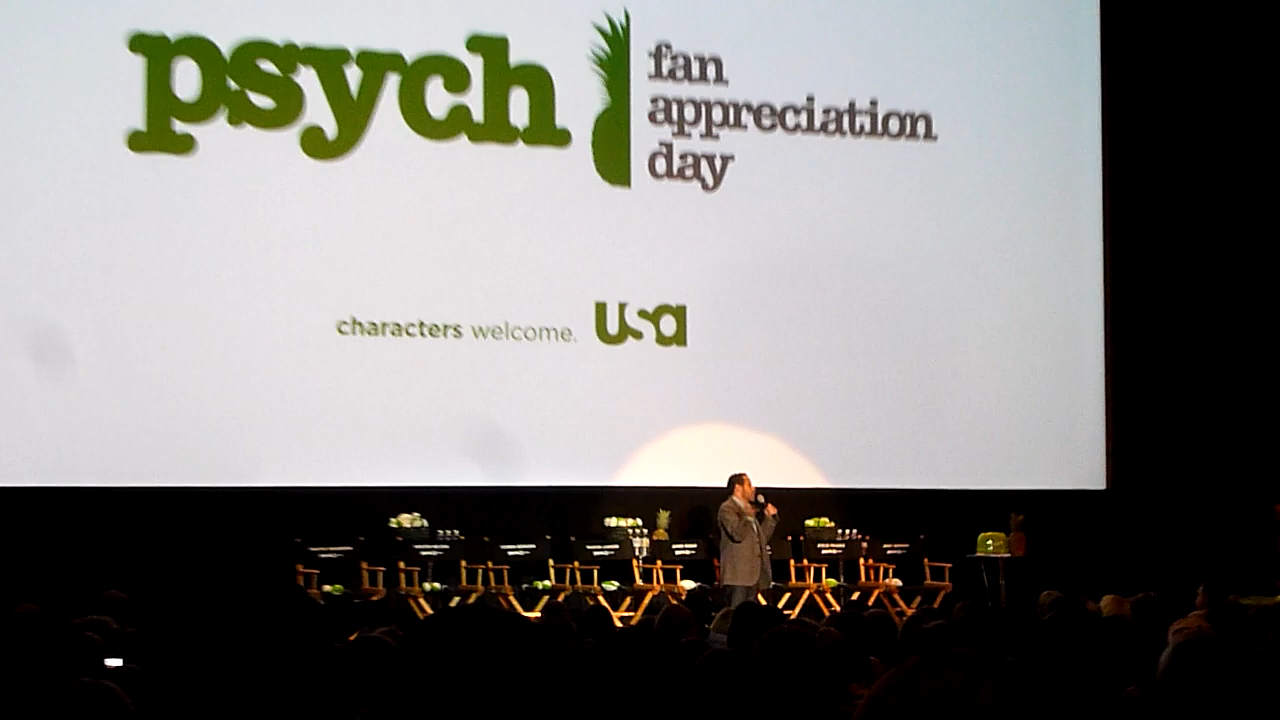 psych
fan
appreciation
day
characters welcome. usa